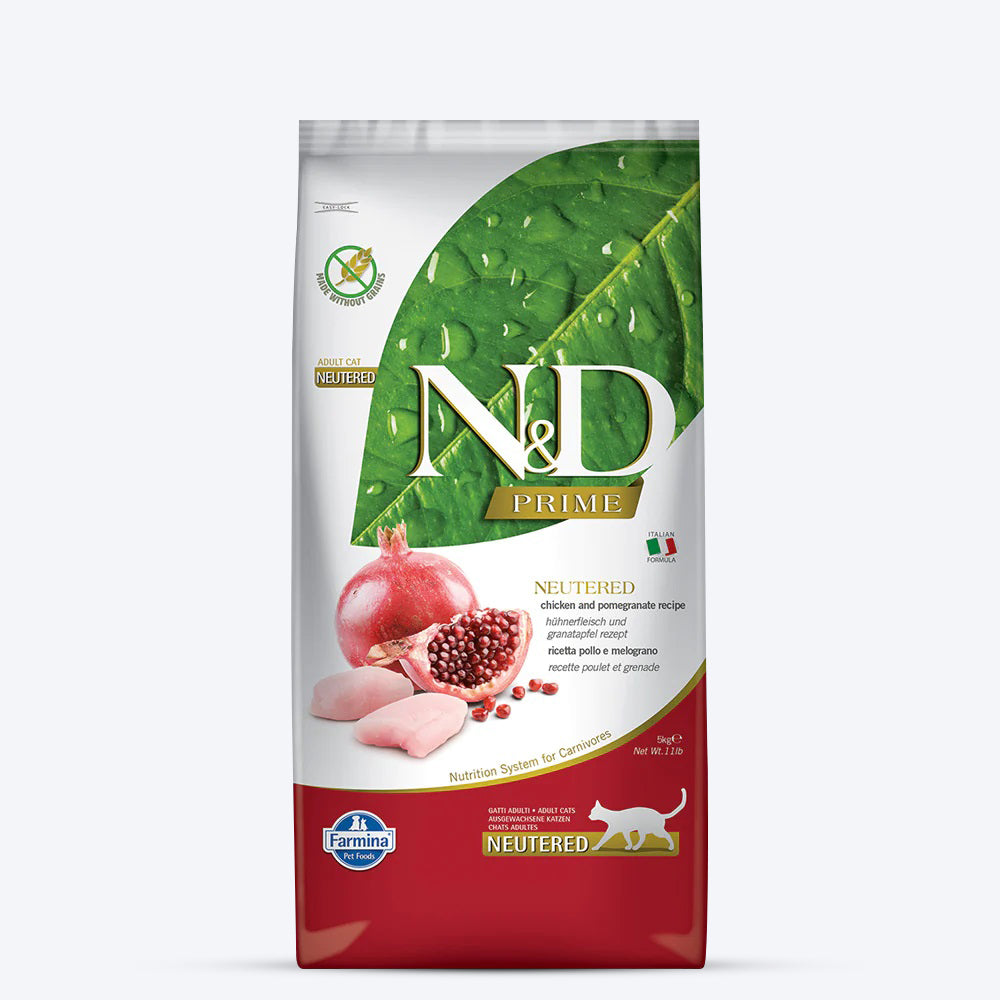 EASY-LOCK
MADE WITHOUT GRAINS
ADULT CAT
NEUTERED
N&D
PRIME
ITALIAN
FORMULA
NEUTERED
chicken and pomegranate recipe
hühnerfleisch und
granatapfel rezept
ricetta pollo e melograno
recette poulet et grenade
5kg℮
Net Wt.11lb
Nutrition System for Carnivores
GATTI ADULTI • ADULT CATS
AUSGEWACHSENE KATZEN
CHATS ADULTES
NEUTERED
Farmina
Pet Foods